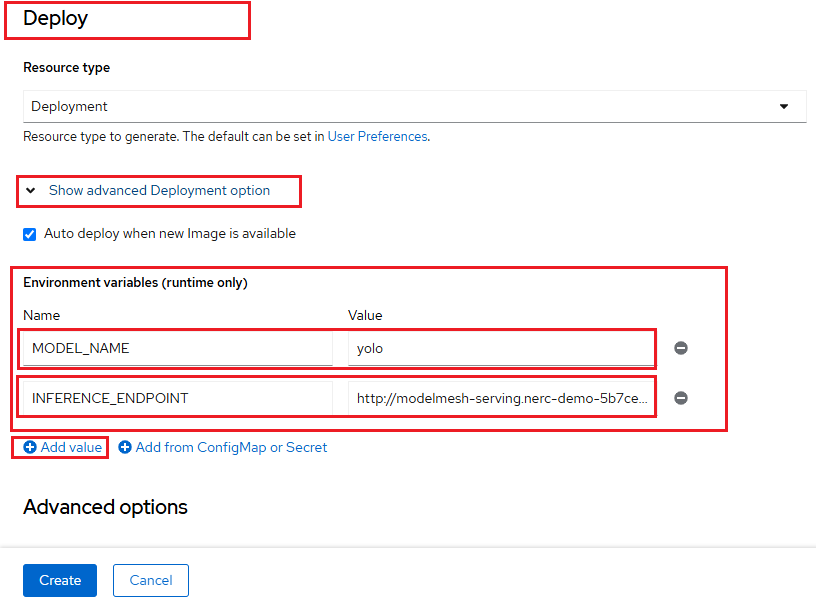 Deploy
Resource type
Deployment
Resource type to generate. The default can be set in User Preferences.
Show advanced Deployment option
Auto deploy when new Image is available
Environment variables (runtime only)
Name Value
MODEL_NAME yolo
INFERENCE_ENDPOINT http://modelmesh-serving.nerc-demo-5b7ce...
Add value Add from ConfigMap or Secret
Advanced options
Create Cancel